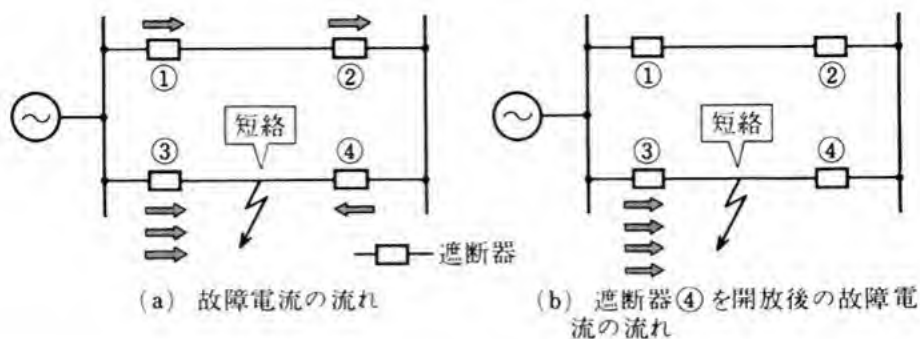 ① ②
短絡
③ ④
① ②
短絡
③ ④
遮断器
(a) 故障電流の流れ
(b) 遮断器④を開放後の故障電
流の流れ